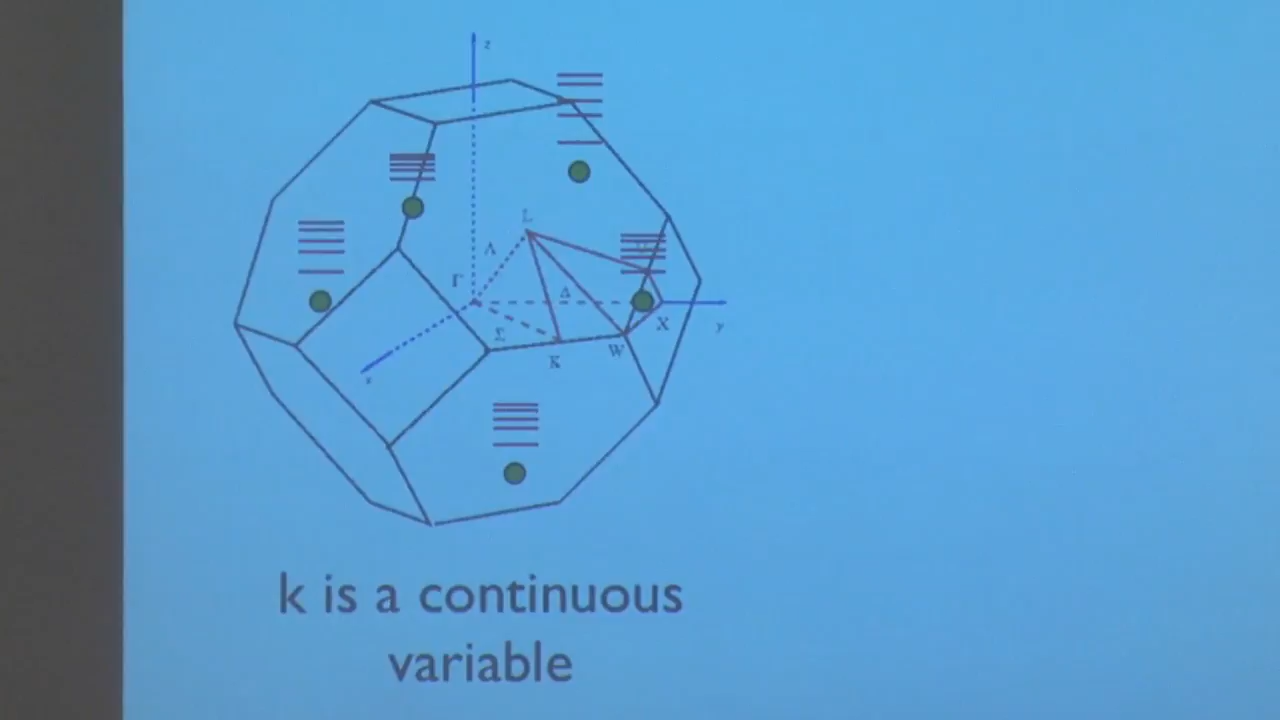 z
L
Λ
U
Γ
Δ
Σ
X
y
W
K
x
k is a continuous
variable